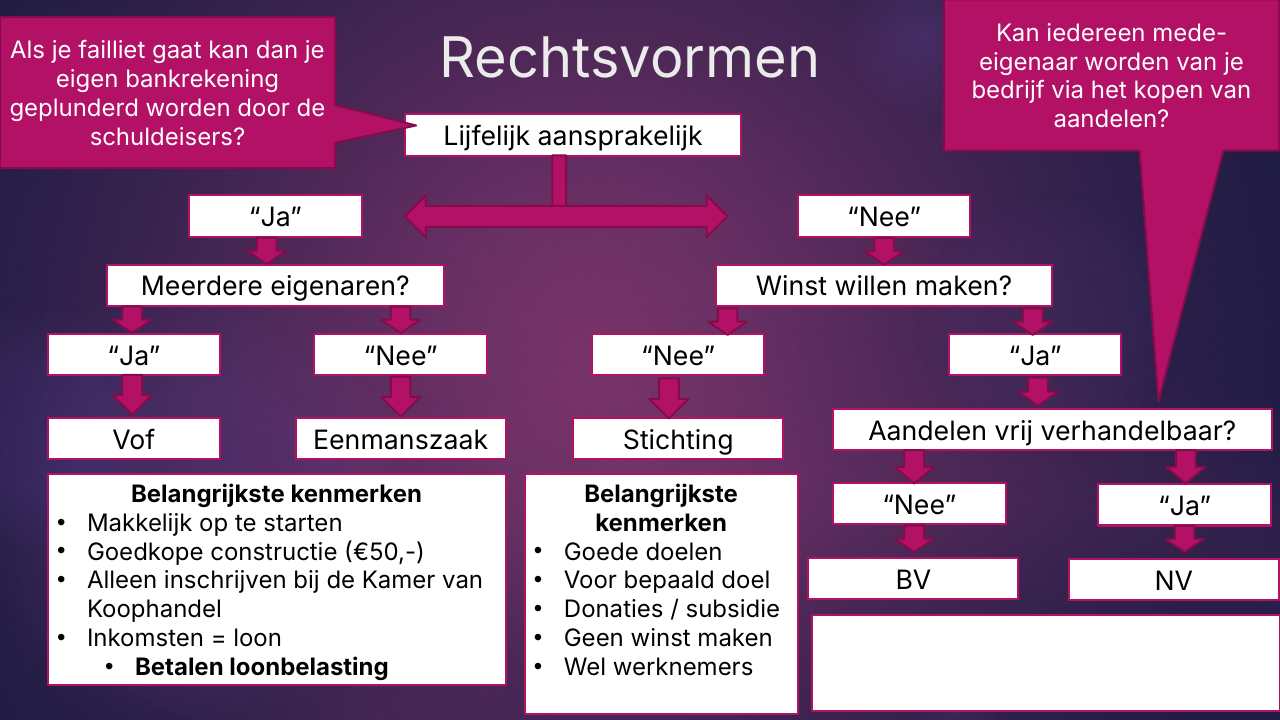 Als je failliet gaat kan dan je
eigen bankrekening
geplunderd worden door de
schuldeisers?
Rechtsvormen
Kan iedereen mede-
eigenaar worden van je
bedrijf via het kopen van
aandelen?
Lijfelijk aansprakelijk
“Ja”
“Nee”
Meerdere eigenaren?
Winst willen maken?
“Ja”
“Nee”
“Nee”
“Ja”
Vof
Eenmanszaak
Stichting
Aandelen vrij verhandelbaar?
“Nee”
“Ja”
BV
NV
Belangrijkste kenmerken
• Makkelijk op te starten
• Goedkope constructie (€50,-)
• Alleen inschrijven bij de Kamer van
Koophandel
• Inkomsten = loon
• Betalen loonbelasting
Belangrijkste
kenmerken
• Goede doelen
• Voor bepaald doel
• Donaties / subsidie
• Geen winst maken
• Wel werknemers